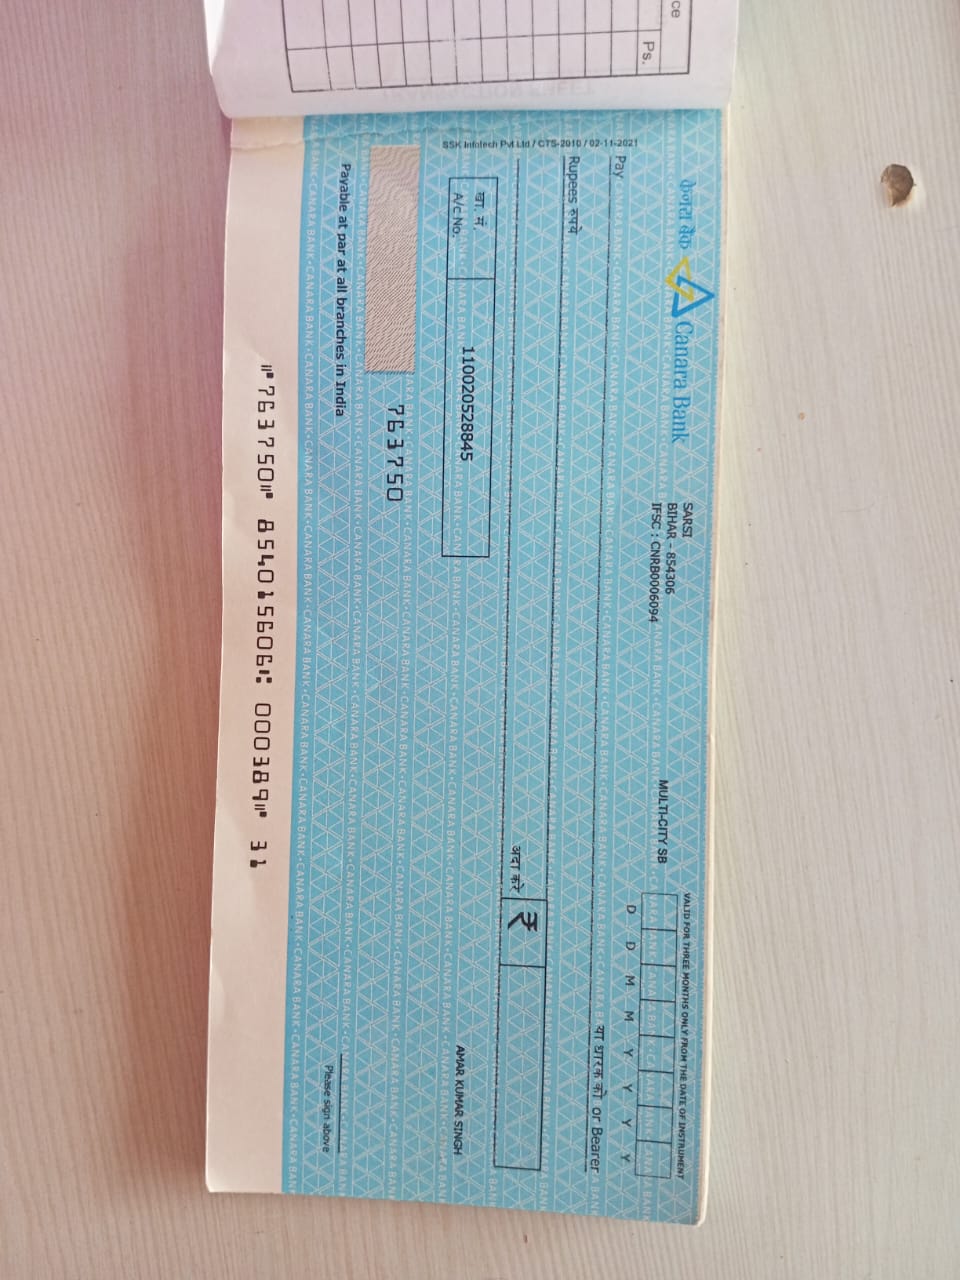 ce
Ps.
SSK Infotech Pvt.Ltd / CTS-2010 / 02-11-2021
केनरा बैंक Canara Bank
SARSI
BIHAR - 854306
IFSC : CNRB0006094
MULTI-CITY SB
VALID FOR THREE MONTHS ONLY FROM THE DATE OF INSTRUMENT
D D M M Y Y Y Y
Pay
या धारक को or Bearer
Rupees रुपये
अदा करे ₹
खा. सं.
A/c No.
110020528845
AMAR KUMAR SINGH
763750
Payable at par at all branches in India
Please sign above
⑈763750⑈ 854015606⑆ 000389⑈ 31